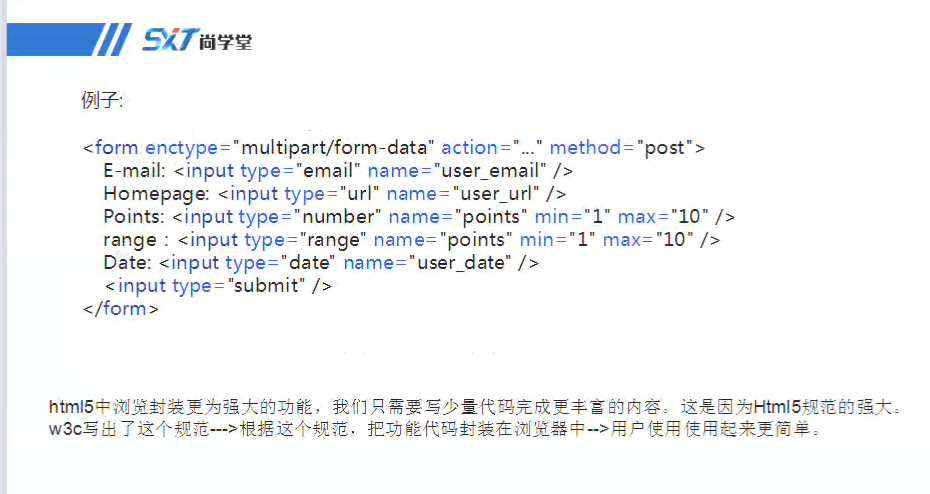 SXT尚学堂
例子:
<form enctype="multipart/form-data" action="..." method="post">
E-mail: <input type="email" name="user_email" />
Homepage: <input type="url" name="user_url" />
Points: <input type="number" name="points" min="1" max="10" />
range : <input type="range" name="points" min="1" max="10" />
Date: <input type="date" name="user_date" />
<input type="submit" />
</form>
html5中浏览封装更为强大的功能，我们只需要写少量代码完成更丰富的内容。这是因为Html5规范的强大。
w3c写出了这个规范--->根据这个规范，把功能代码封装在浏览器中-->用户使用使用起来更简单。